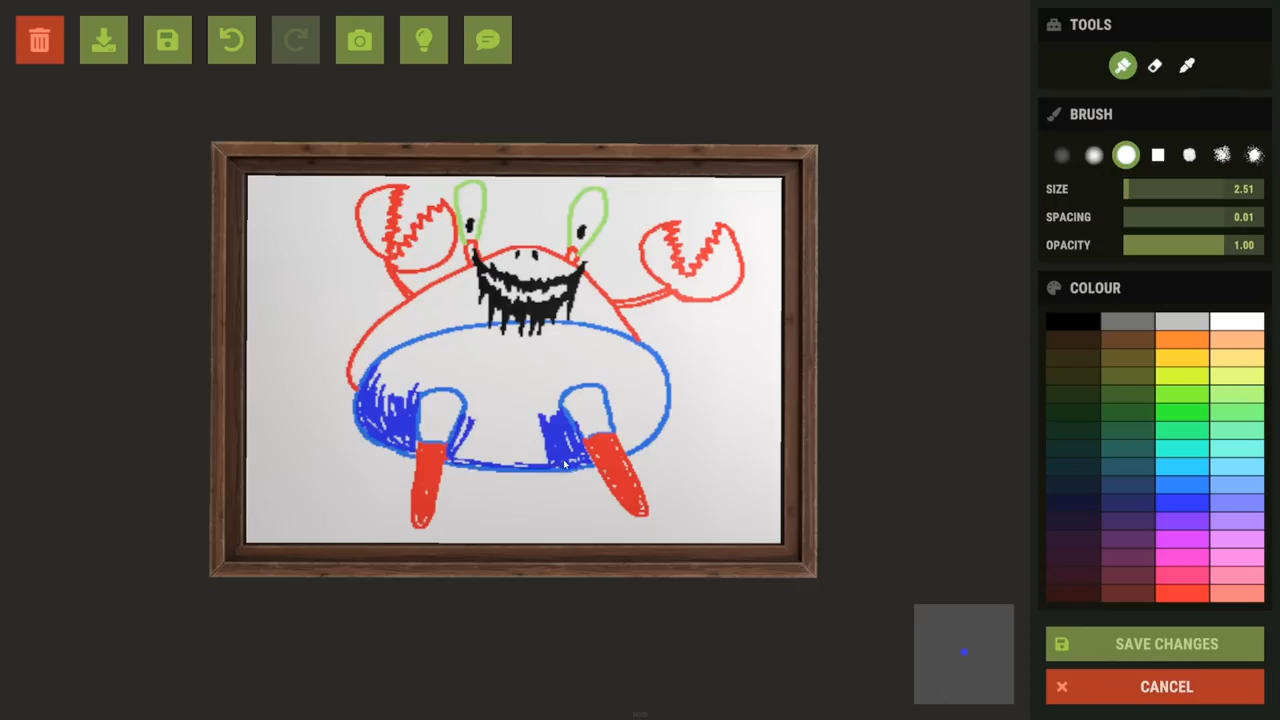 TOOLS
BRUSH
SIZE 2.51
SPACING 0.01
OPACITY 1.00
COLOUR
SAVE CHANGES
CANCEL